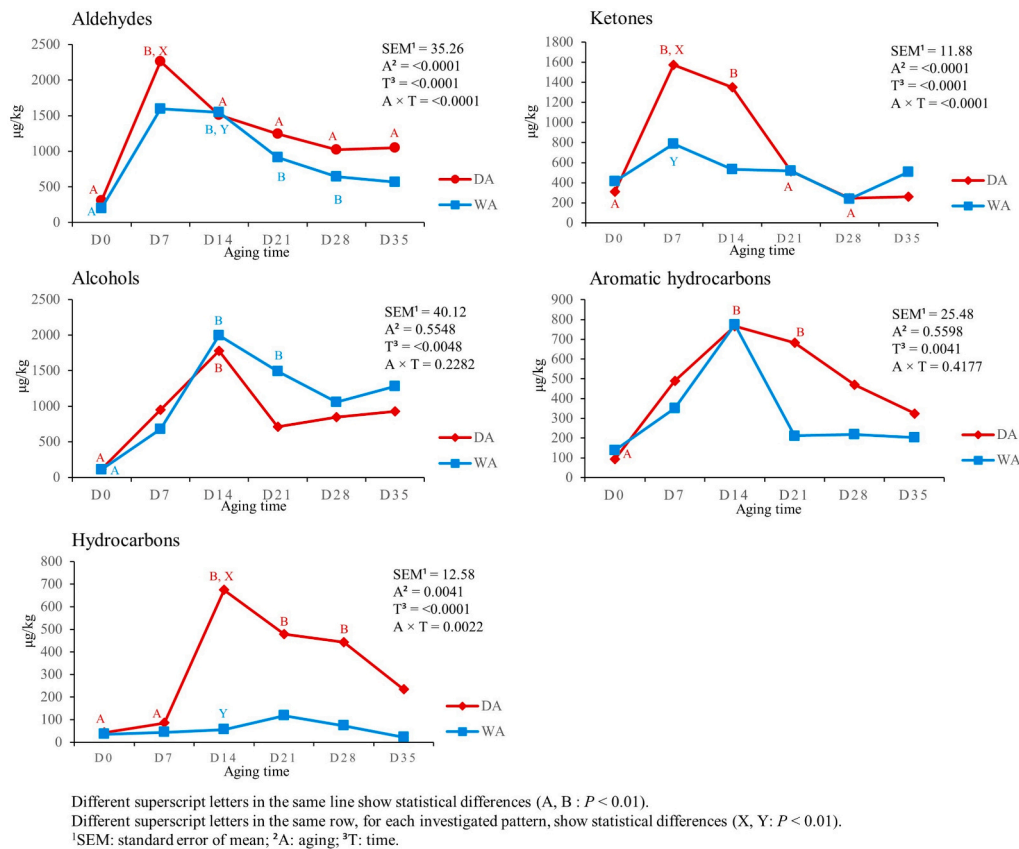 Aldehydes
2500
2000
1500
1000
500
0
µg/kg
D0 D7 D14 D21 D28 D35
Aging time
A
B, X
A
A
A
A
A
B, Y
B
B
SEM¹ = 35.26
A² = <0.0001
T³ = <0.0001
A × T = <0.0001
DA
WA
Ketones
1800
1600
1400
1200
1000
800
600
400
200
0
µg/kg
D0 D7 D14 D21 D28 D35
Aging time
A
B, X
B
A
A
Y
SEM¹ = 11.88
A² = <0.0001
T³ = <0.0001
A × T = <0.0001
DA
WA
Alcohols
2500
2000
1500
1000
500
0
µg/kg
D0 D7 D14 D21 D28 D35
Aging time
A
A
B
B
B
SEM¹ = 40.12
A² = 0.5548
T³ = <0.0048
A × T = 0.2282
DA
WA
Aromatic hydrocarbons
900
800
700
600
500
400
300
200
100
0
µg/kg
D0 D7 D14 D21 D28 D35
Aging time
A
B
B
SEM¹ = 25.48
A² = 0.5598
T³ = 0.0041
A × T = 0.4177
DA
WA
Hydrocarbons
800
700
600
500
400
300
200
100
0
µg/kg
D0 D7 D14 D21 D28 D35
Aging time
A
A
B, X
B
B
Y
SEM¹ = 12.58
A² = 0.0041
T³ = <0.0001
A × T = 0.0022
DA
WA
Different superscript letters in the same line show statistical differences (A, B : P < 0.01).
Different superscript letters in the same row, for each investigated pattern, show statistical differences (X, Y: P < 0.01).
¹SEM: standard error of mean; ²A: aging; ³T: time.